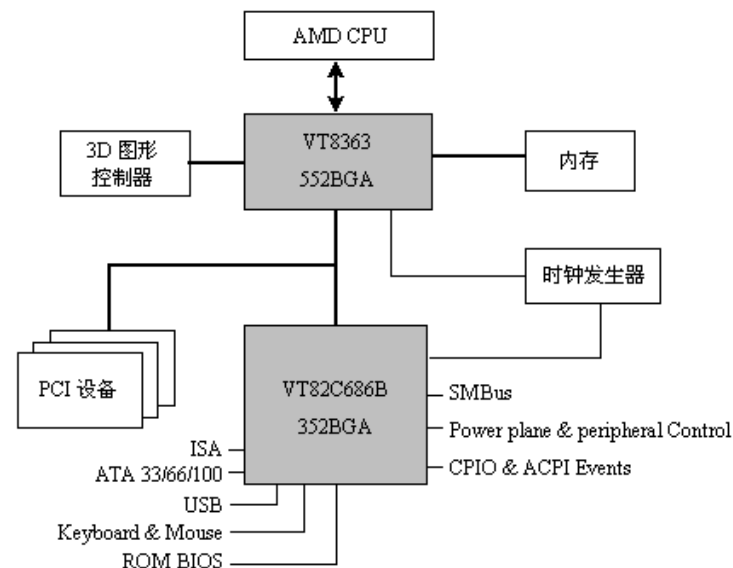 AMD CPU
3D 图形
控制器
VT8363
552BGA
内存
时钟发生器
PCI 设备
VT82C686B
352BGA
SMBus
Power plane & peripheral Control
CPIO & ACPI Events
ISA
ATA 33/66/100
USB
Keyboard & Mouse
ROM BIOS